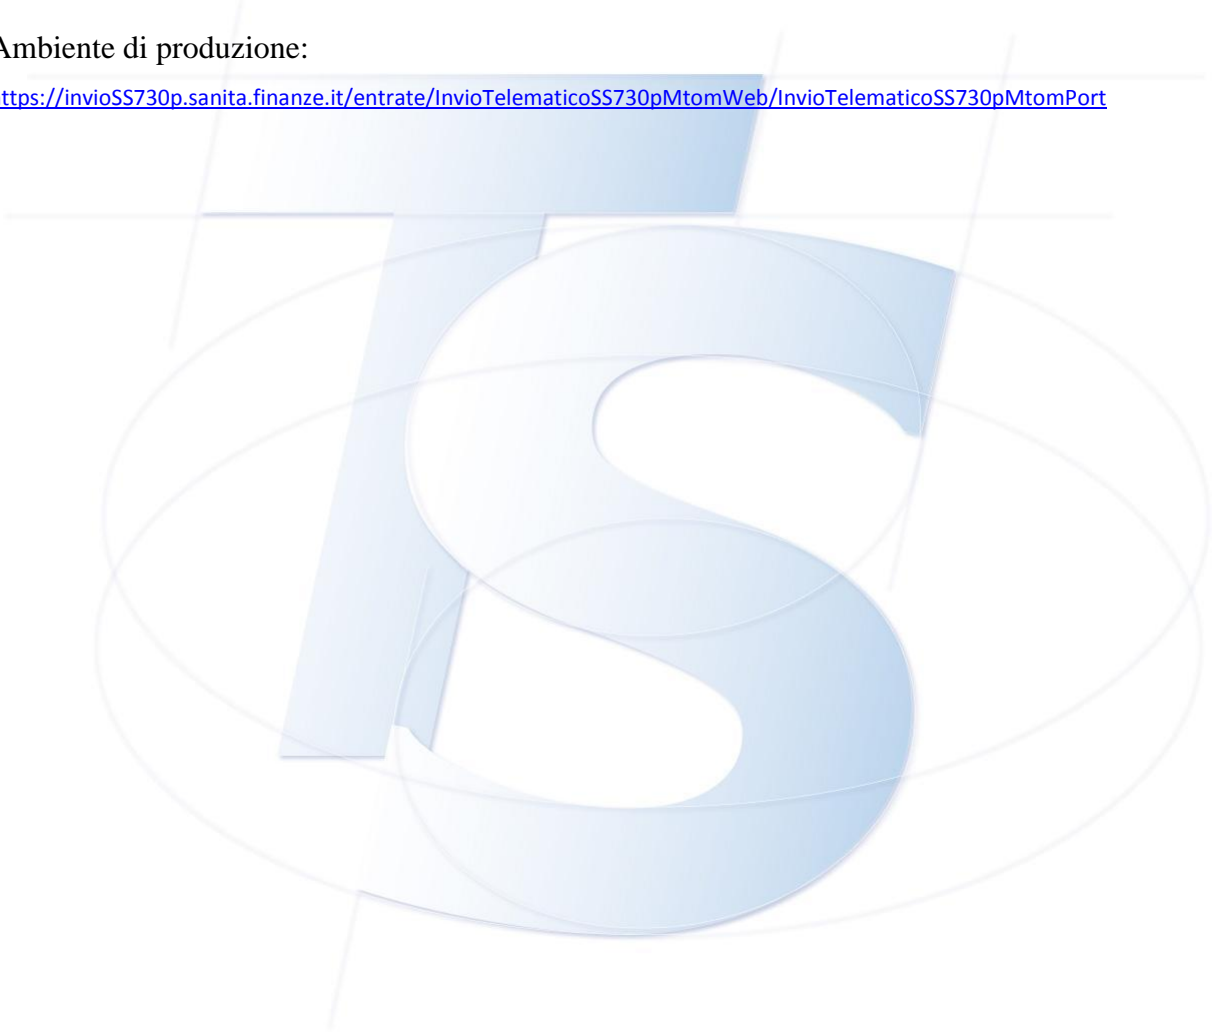 Ambiente di produzione:
ttps://invioSS730p.sanita.finanze.it/entrate/InvioTelematicoSS730pMtomWeb/InvioTelematicoSS730pMtomPort
TS